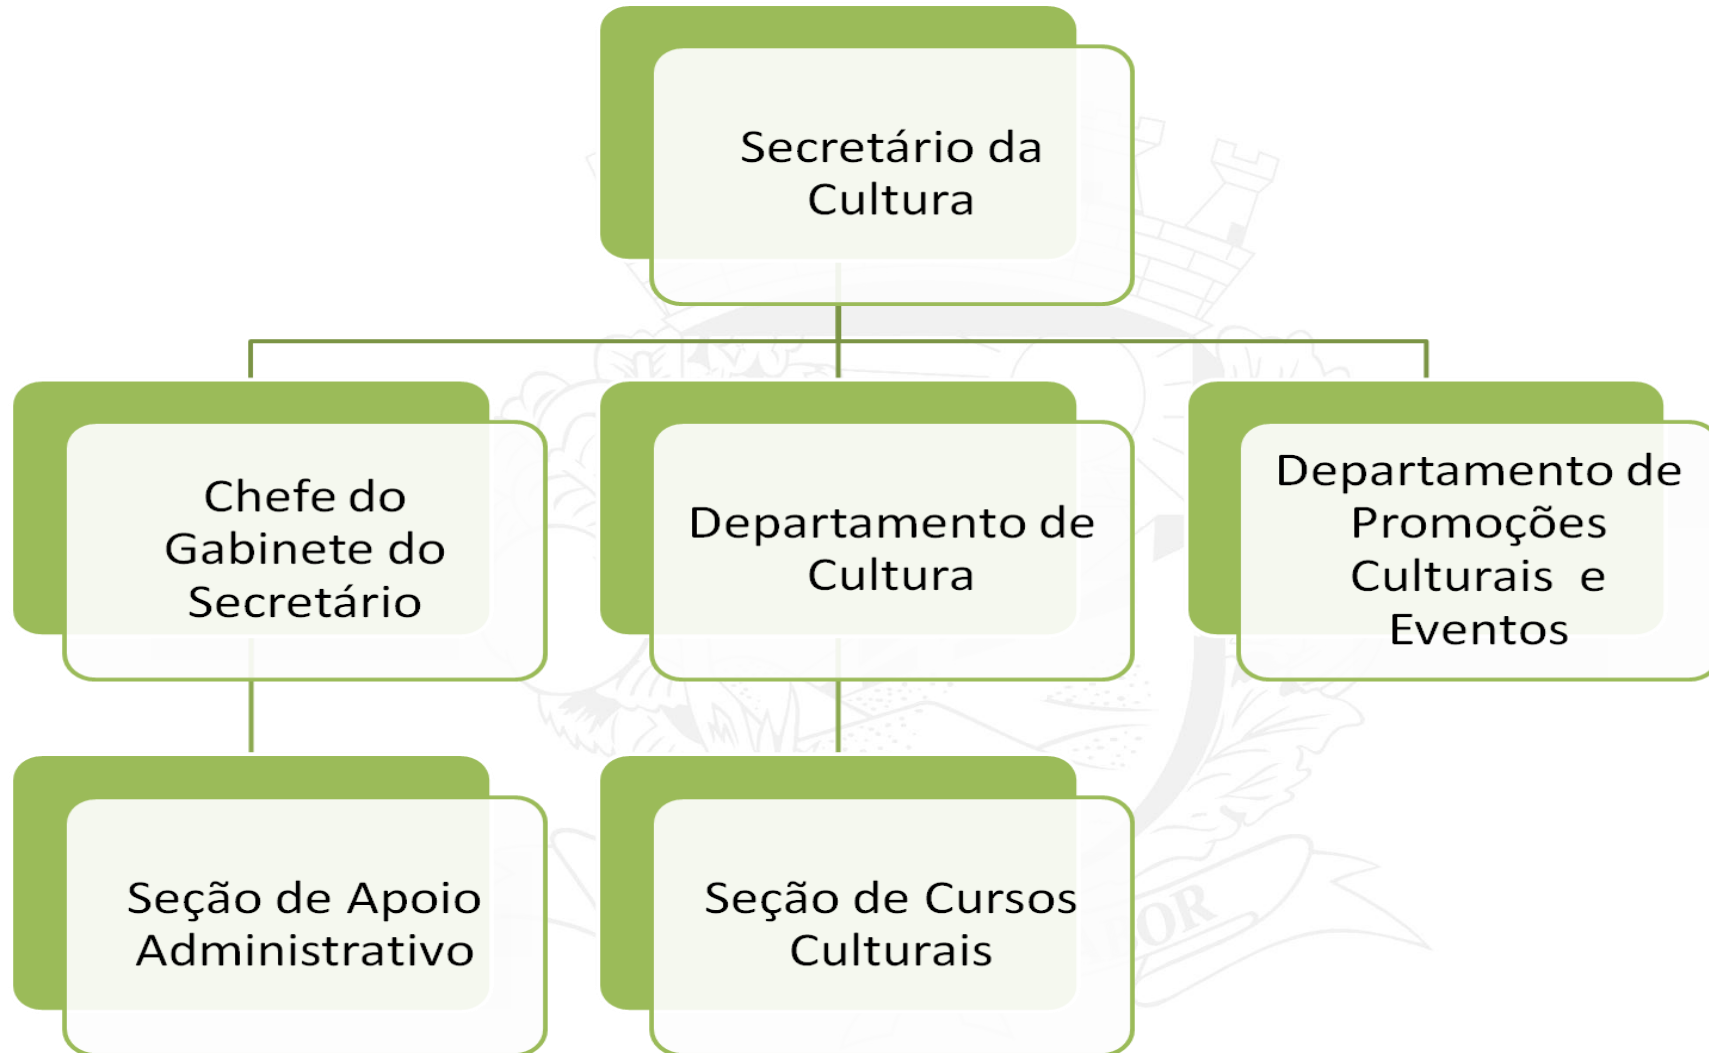 Secretário da
Cultura
Chefe do
Gabinete do
Secretário
Departamento de
Cultura
Departamento de
Promoções
Culturais  e
Eventos
Seção de Apoio
Administrativo
Seção de Cursos
Culturais